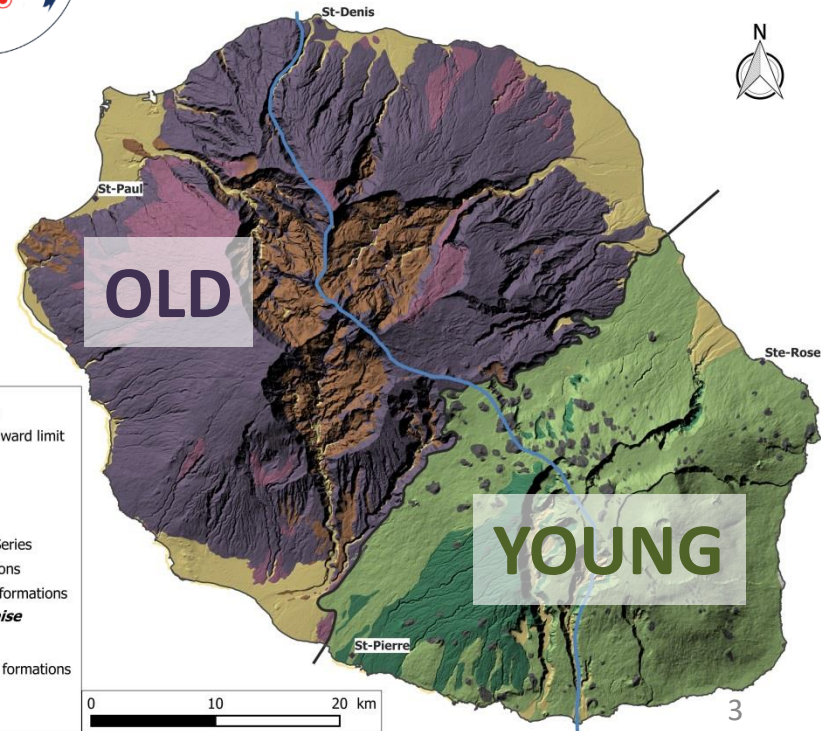 St-Denis
N
St-Paul
OLD
Ste-Rose
ward limit
YOUNG
eries
ons
formations
ise
St-Pierre
formations
0 10 20 km
3